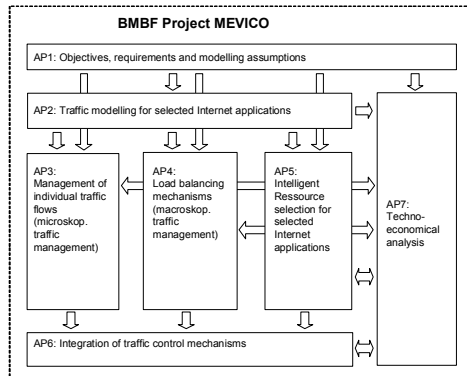 BMBF Project MEVICO
AP1: Objectives, requirements and modelling assumptions
AP2: Traffic modelling for selected Internet applications
AP3:
Management of
individual traffic
flows
(microskop.
traffic
management)
AP4:
Load balancing
mechanisms
(macroskop.
traffic
management)
AP5:
Intelligent
Ressource
selection for
selected
Internet
applications
AP7:
Techno-
economical
analysis
AP6: Integration of traffic control mechanisms